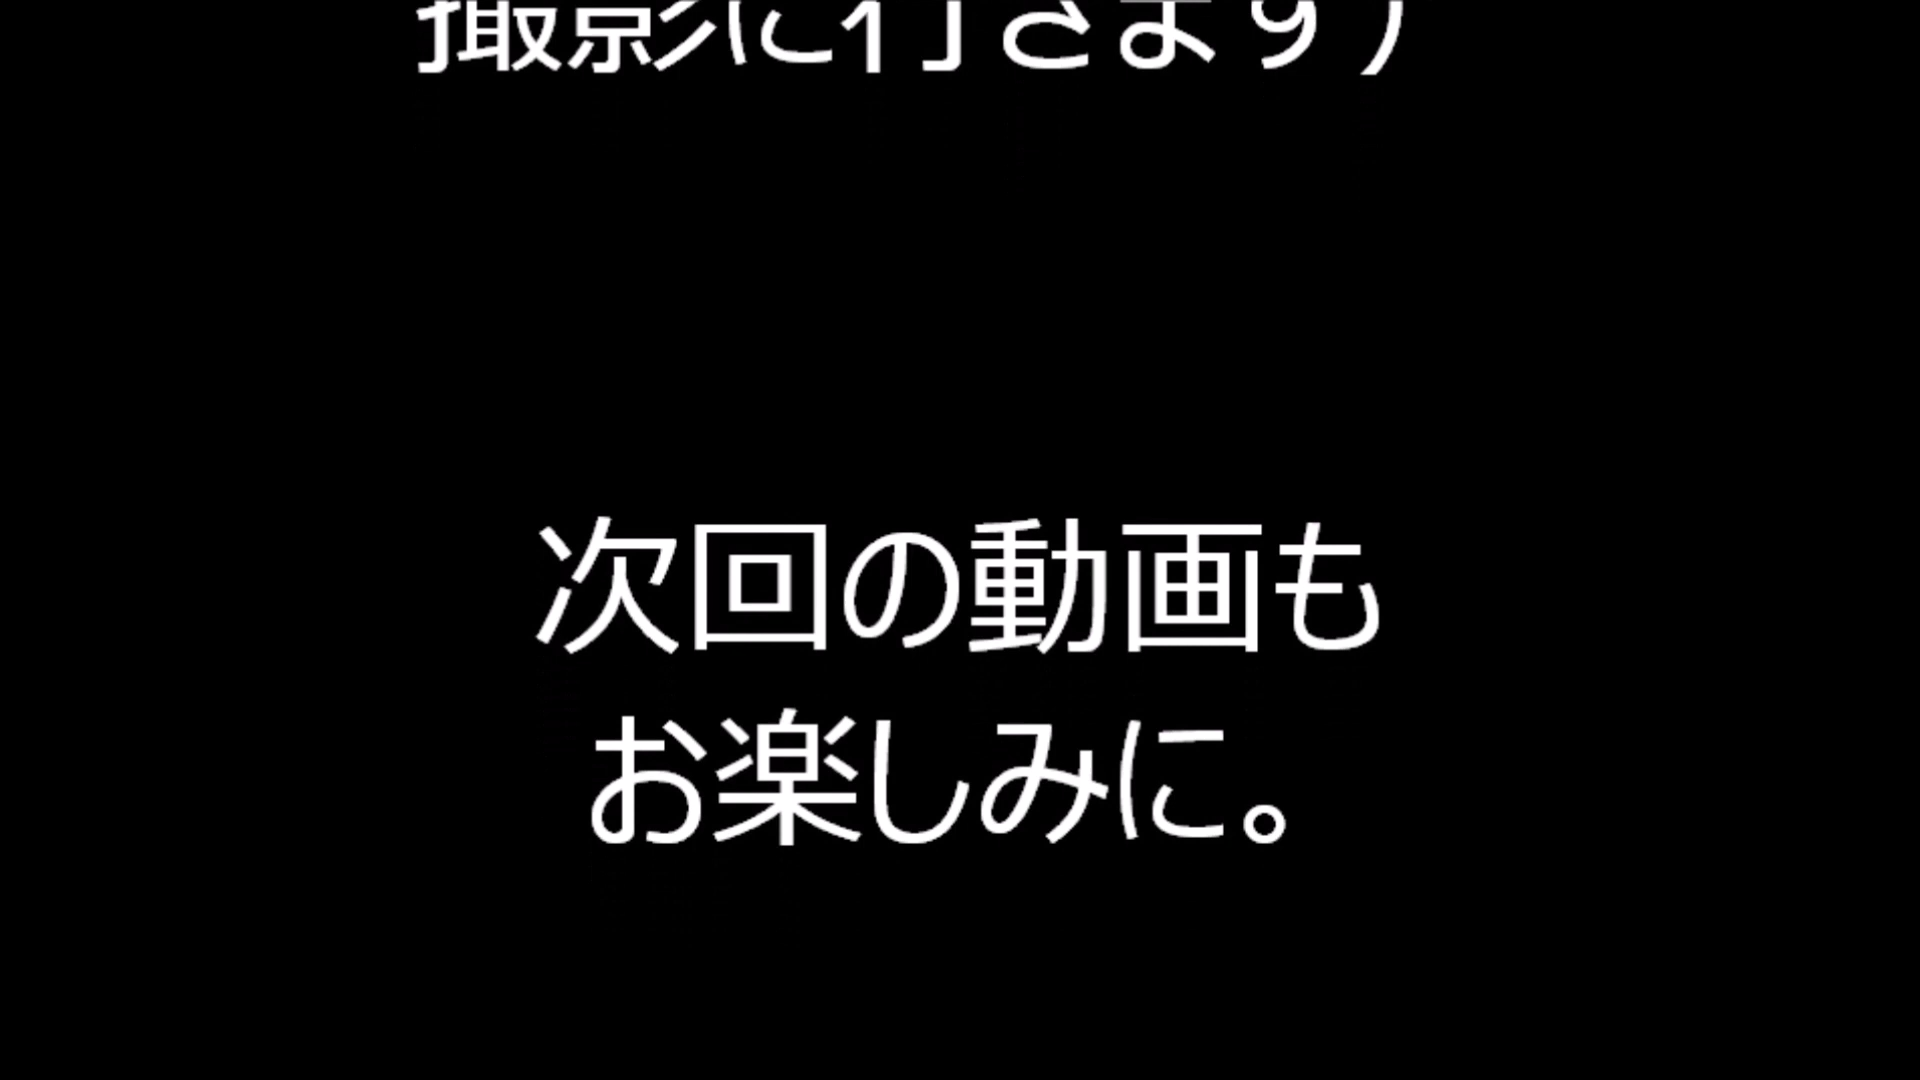 撮影に行きます）
次回の動画も
お楽しみに。